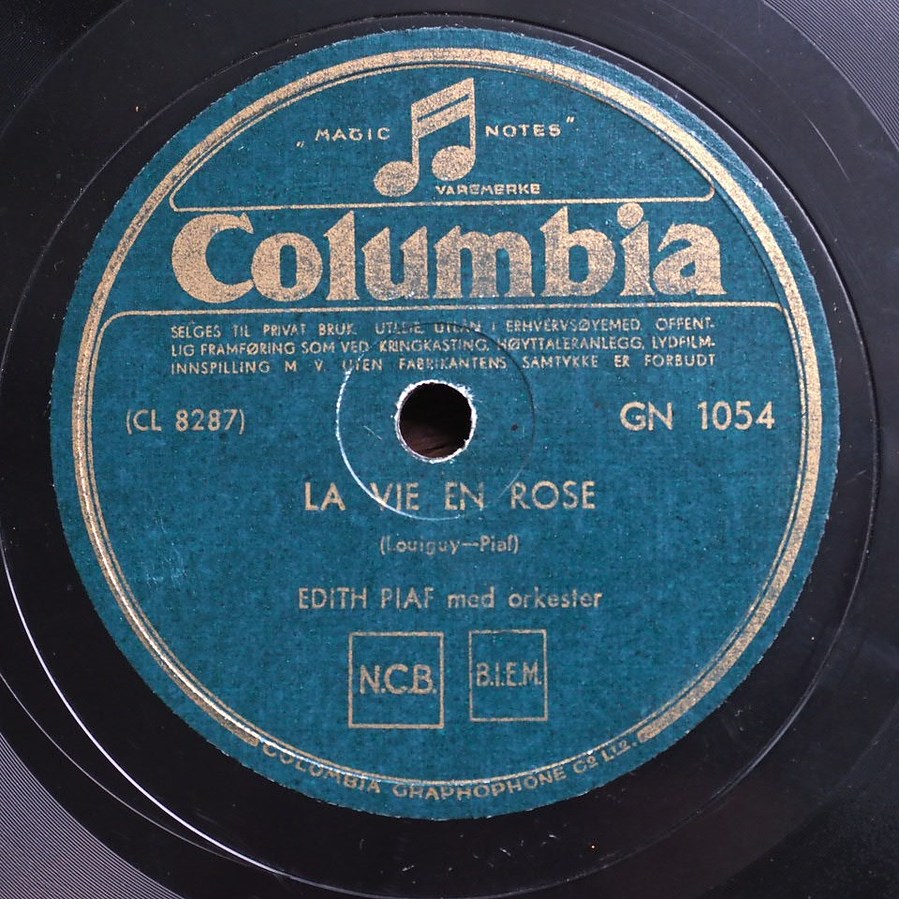 „MAGIC NOTES"
VAREMERKE
Columbia
SELGES TIL PRIVAT BRUK. UTLEIE UTLÅN I ERHVERVSØYEMED, OFFENT-
LIG FRAMFØRING SOM VED KRINGKASTING, HØYTTALERANLEGG, LYDFILM-
INNSPILLING M V. UTEN FABRIKANTENS SAMTYKKE ER FORBUDT
(CL 8287) GN 1054
LA VIE EN ROSE
(Louiguy—Piaf)
EDITH PIAF med orkester
N.C.B. B.I.E.M.
COLUMBIA GRAPHOPHONE Co LTD.